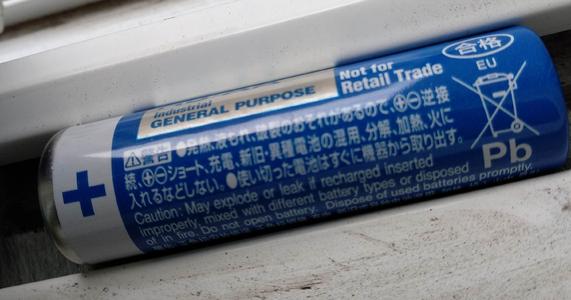 Industrial
GENERAL PURPOSE
Not for
Retail Trade
合格
EU
⚠警告 ●発熱、液もれ、破裂のおそれがあるので、⊕⊖逆接
続、⊕⊖ショート、充電、新旧・異種電池の混用、分解、加熱、火に
入れるなどしない。●使い切った電池はすぐに機器から取り出す。
Caution: May explode or leak if recharged inserted
improperly, mixed with different battery types or disposed
of in fire. Do not open battery. Dispose of used batteries promptly.
Pb
+